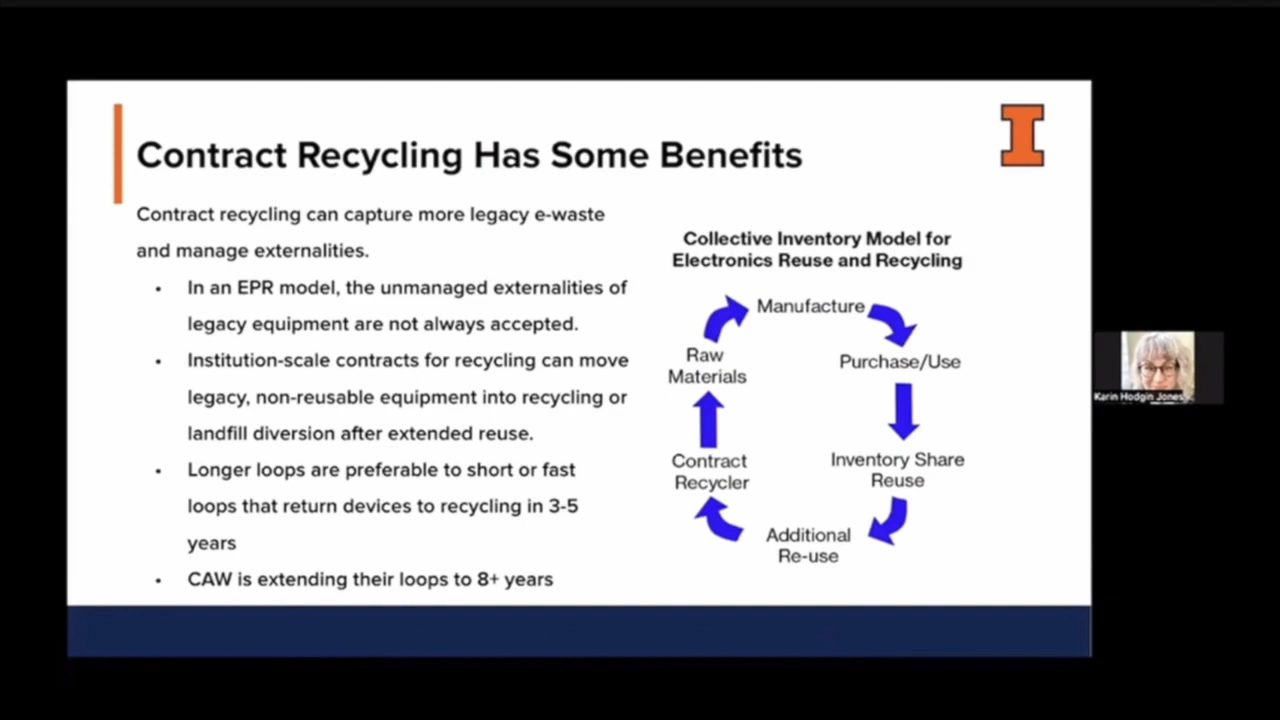 Contract Recycling Has Some Benefits
Contract recycling can capture more legacy e-waste
and manage externalities.
• In an EPR model, the unmanaged externalities of
legacy equipment are not always accepted.
• Institution-scale contracts for recycling can move
legacy, non-reusable equipment into recycling or
landfill diversion after extended reuse.
• Longer loops are preferable to short or fast
loops that return devices to recycling in 3-5
years
• CAW is extending their loops to 8+ years
Collective Inventory Model for
Electronics Reuse and Recycling
Manufacture
Purchase/Use
Inventory Share
Reuse
Additional
Re-use
Contract
Recycler
Raw
Materials
Karin Hodgin Jones